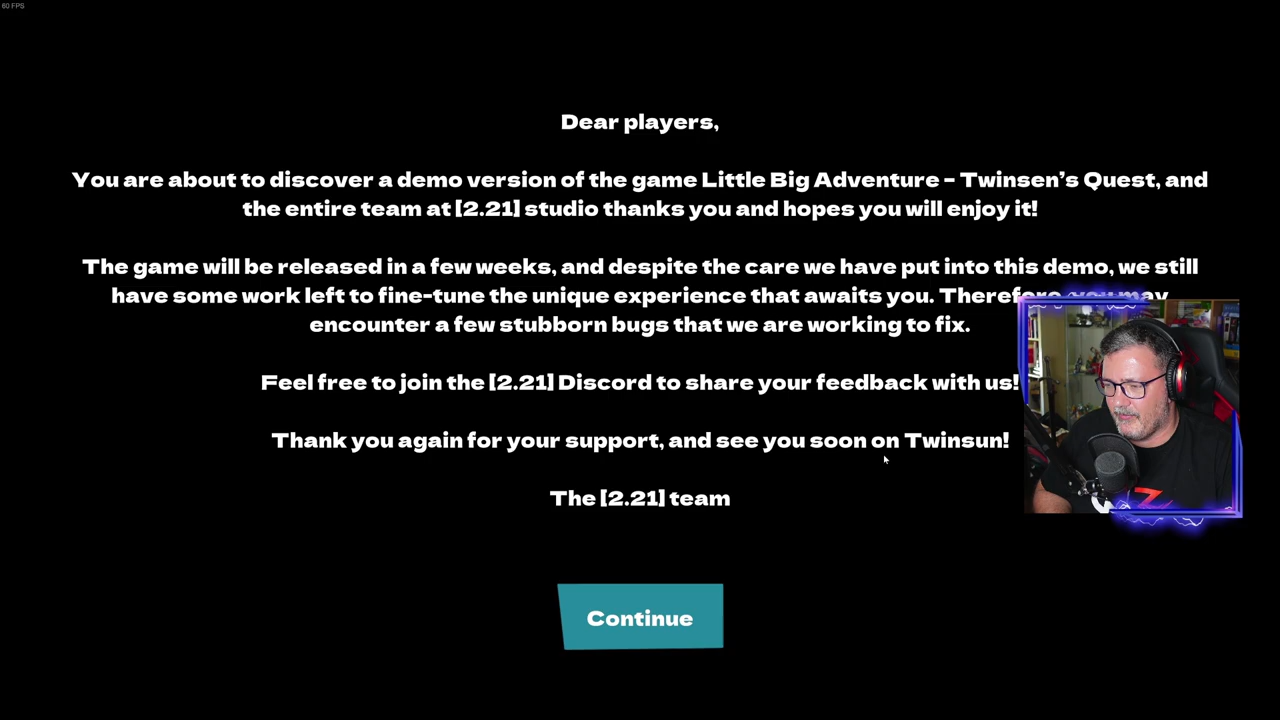 60 FPS
Dear players,
You are about to discover a demo version of the game Little Big Adventure – Twinsen's Quest, and
the entire team at [2.21] studio thanks you and hopes you will enjoy it!
The game will be released in a few weeks, and despite the care we have put into this demo, we still
have some work left to fine-tune the unique experience that awaits you. Therefore, you may
encounter a few stubborn bugs that we are working to fix.
Feel free to join the [2.21] Discord to share your feedback with us!
Thank you again for your support, and see you soon on Twinsun!
The [2.21] team
Continue